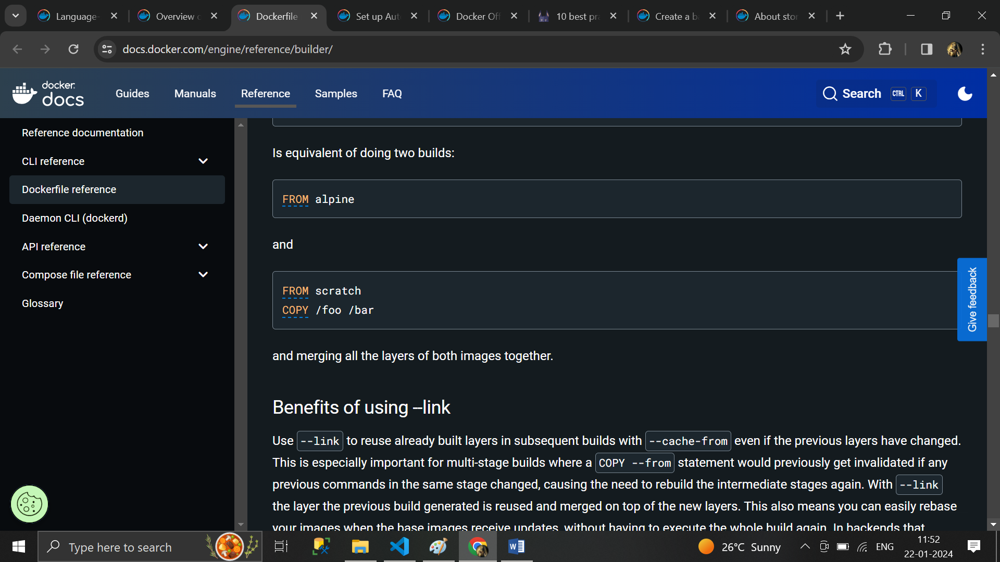 Language-
Overview c
Dockerfile
Set up Aut
Docker Off
10 best pra
Create a ba
About stor
docs.docker.com/engine/reference/builder/
docker
docs
Guides
Manuals
Reference
Samples
FAQ
Search
CTRL
K
Reference documentation
CLI reference
Dockerfile reference
Daemon CLI (dockerd)
API reference
Compose file reference
Glossary
Is equivalent of doing two builds:
FROM alpine
and
FROM scratch
COPY /foo /bar
and merging all the layers of both images together.
Benefits of using --link
Use --link to reuse already built layers in subsequent builds with --cache-from even if the previous layers have changed.
This is especially important for multi-stage builds where a COPY --from statement would previously get invalidated if any
previous commands in the same stage changed, causing the need to rebuild the intermediate stages again. With --link
the layer the previous build generated is reused and merged on top of the new layers. This also means you can easily rebase
your images when the base images receive updates, without having to execute the whole build again. In backends that
Give feedback
Type here to search
26°C Sunny
ENG
11:52
22-01-2024